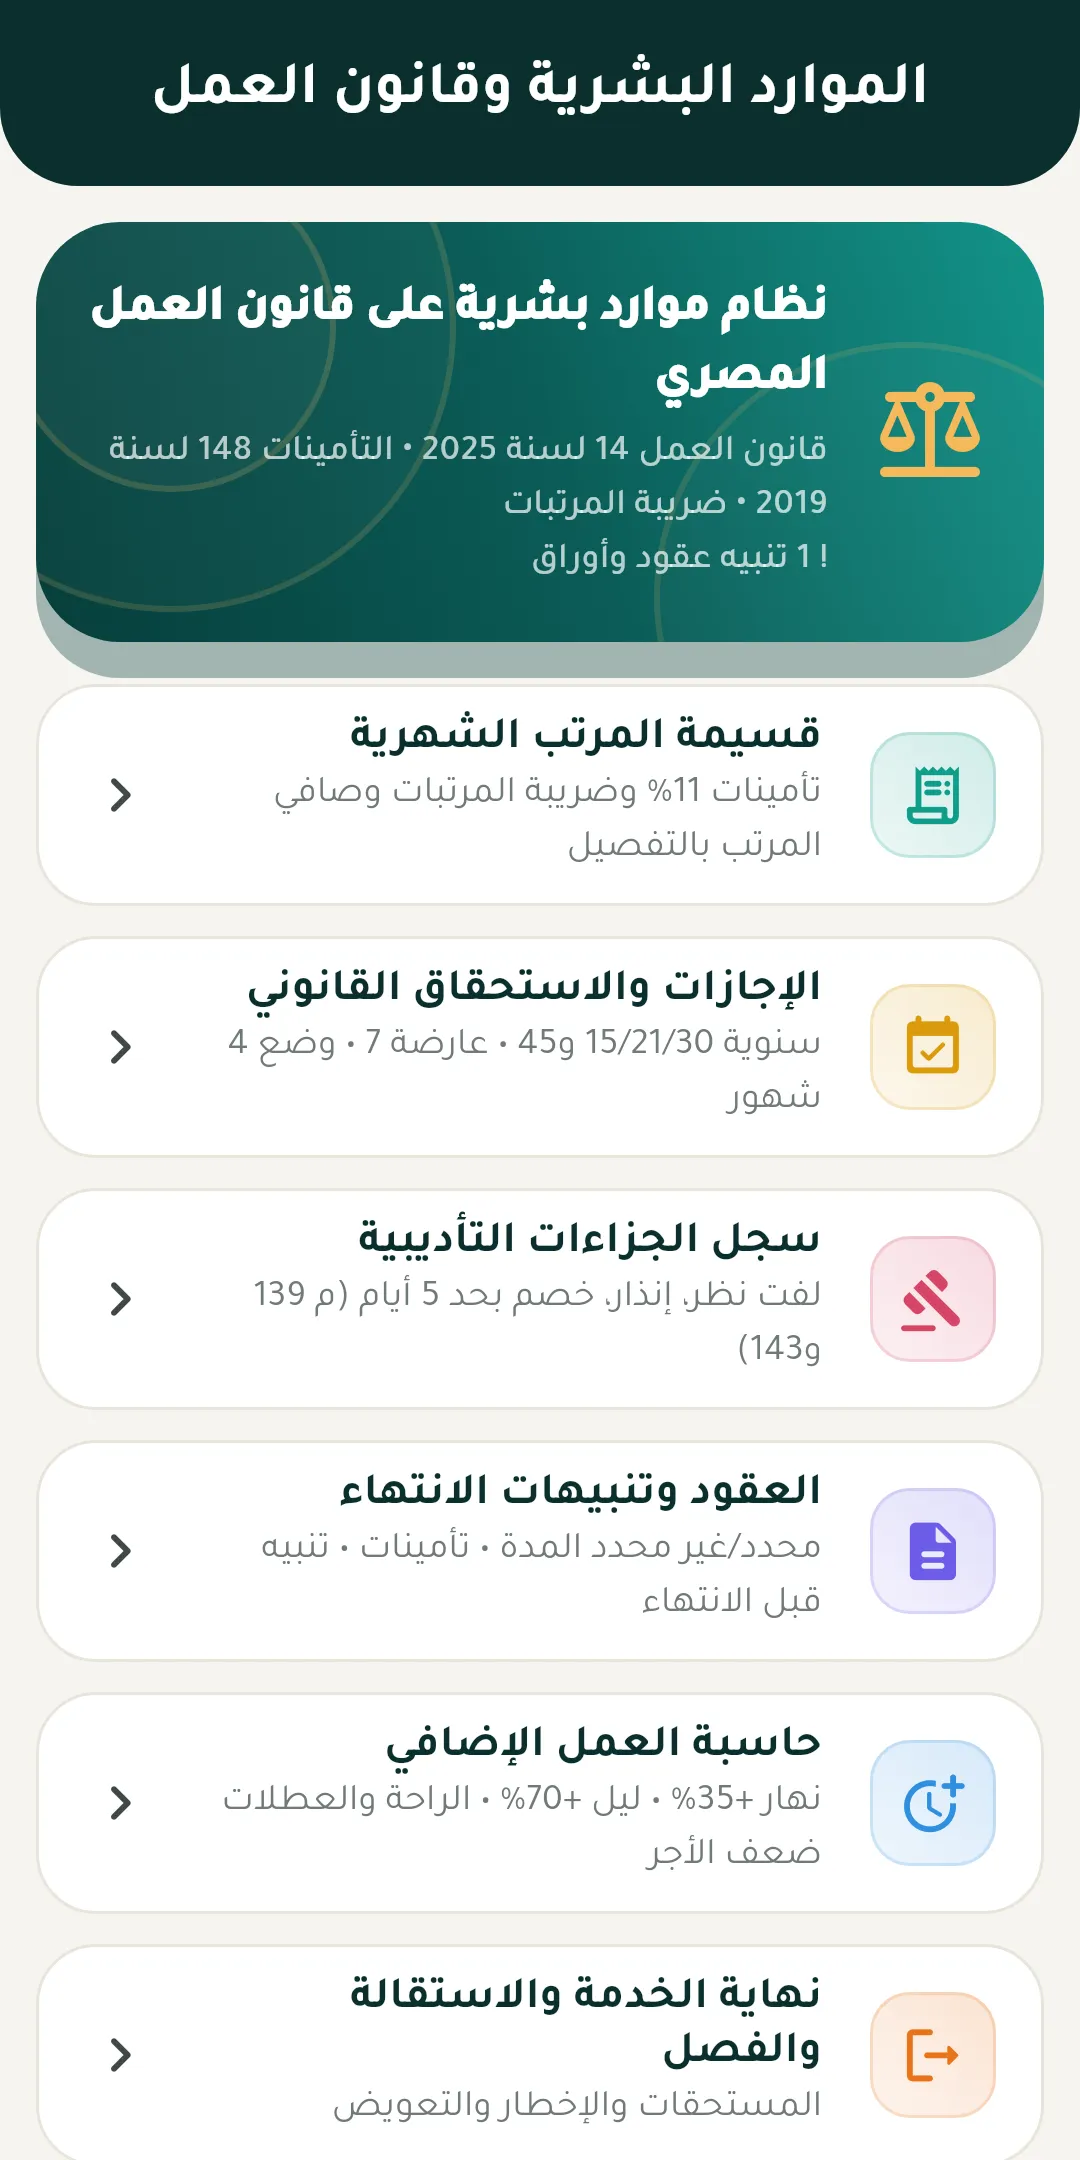 الموارد البشرية وقانون العمل
نظام موارد بشرية على قانون العمل
المصري
قانون العمل 14 لسنة 2025 • التأمينات 148 لسنة
2019 • ضريبة المرتبات
! 1 تنبيه عقود وأوراق
قسيمة المرتب الشهرية
تأمينات 11% وضريبة المرتبات وصافي
المرتب بالتفصيل
الإجازات والاستحقاق القانوني
سنوية 15/21/30 و45 • عارضة 7 • وضع 4
شهور
سجل الجزاءات التأديبية
لفت نظر، إنذار، خصم بحد 5 أيام (م 139
و143)
العقود وتنبيهات الانتهاء
محدد/غير محدد المدة • تأمينات • تنبيه
قبل الانتهاء
حاسبة العمل الإضافي
نهار +35% • ليل +70% • الراحة والعطلات
ضعف الأجر
نهاية الخدمة والاستقالة
والفصل
المستحقات والإخطار والتعويض